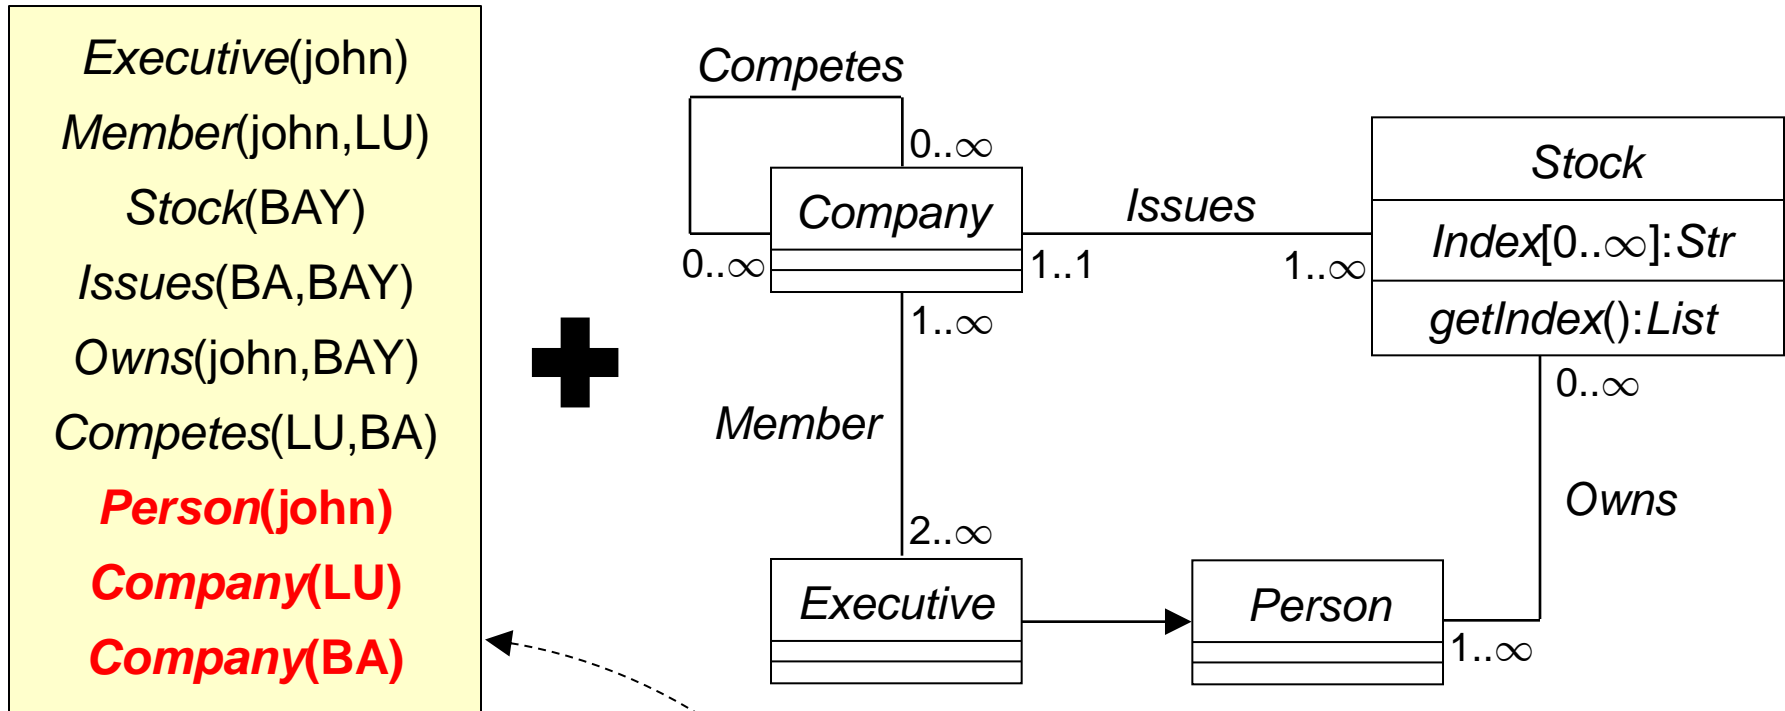 Executive(john)
Member(john,LU)
Stock(BAY)
Issues(BA,BAY)
Owns(john,BAY)
Competes(LU,BA)
Person(john)
Company(LU)
Company(BA)
Competes
0..∞
Company
0..∞
Issues
1..1
1..∞
Stock
Index[0..∞]:Str
getIndex():List
1..∞
0..∞
Member
Owns
2..∞
Executive
Person
1..∞